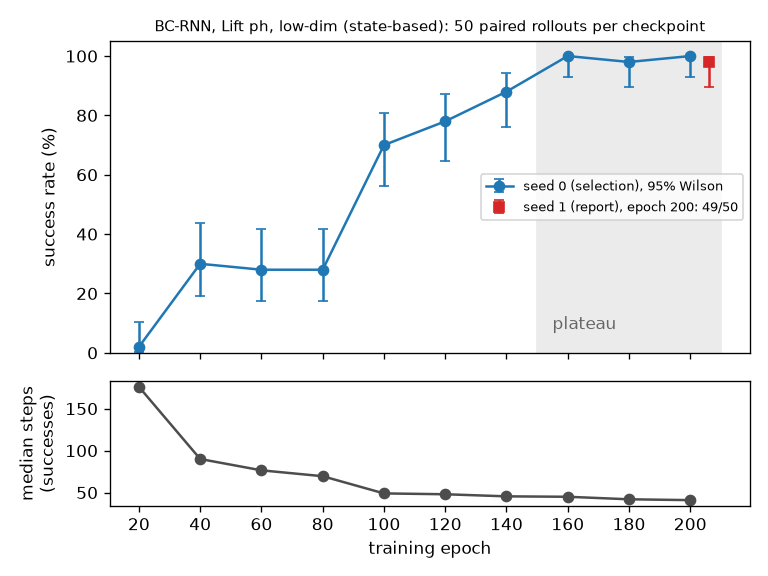 BC-RNN, Lift ph, low-dim (state-based): 50 paired rollouts per checkpoint
success rate (%)
100
80
60
40
20
0
seed 0 (selection), 95% Wilson
seed 1 (report), epoch 200: 49/50
plateau
median steps
(successes)
150
100
50
20 40 60 80 100 120 140 160 180 200
training epoch